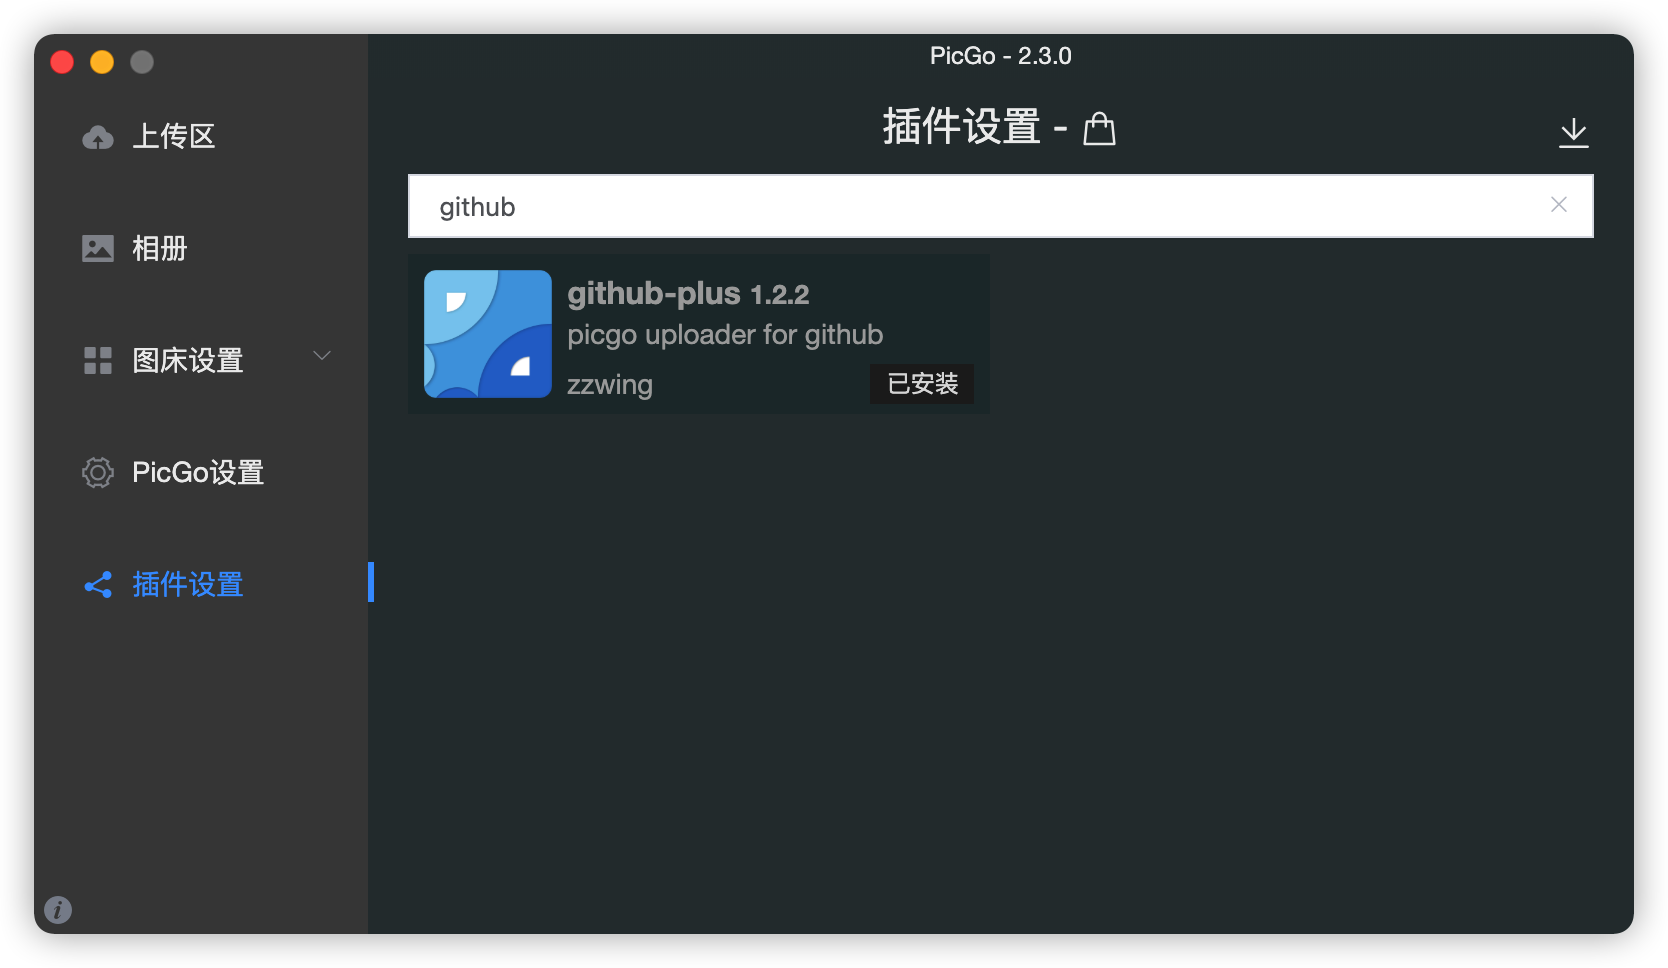 PicGo - 2.3.0
上传区
相册
图床设置
PicGo设置
插件设置
插件设置 -
github
github-plus 1.2.2
picgo uploader for github
zzwing
已安装
i